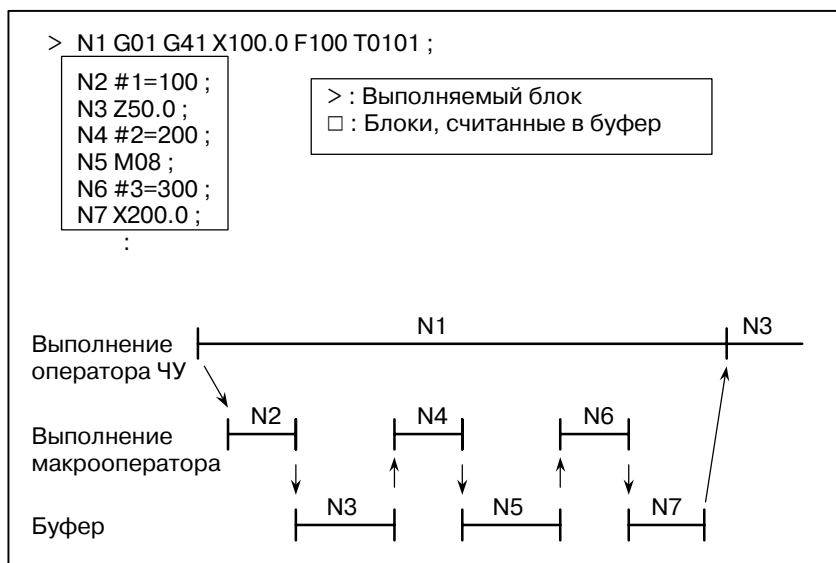 > N1 G01 G41 X100.0 F100 T0101 ;
N2 #1=100 ;
N3 Z50.0 ;
N4 #2=200 ;
N5 M08 ;
N6 #3=300 ;
N7 X200.0 ;
:
> : Выполняемый блок
□ : Блоки, считанные в буфер
N1
N3
Выполнение
оператора ЧУ
N2
N4
N6
Выполнение
макрооператора
N3
N5
N7
Буфер